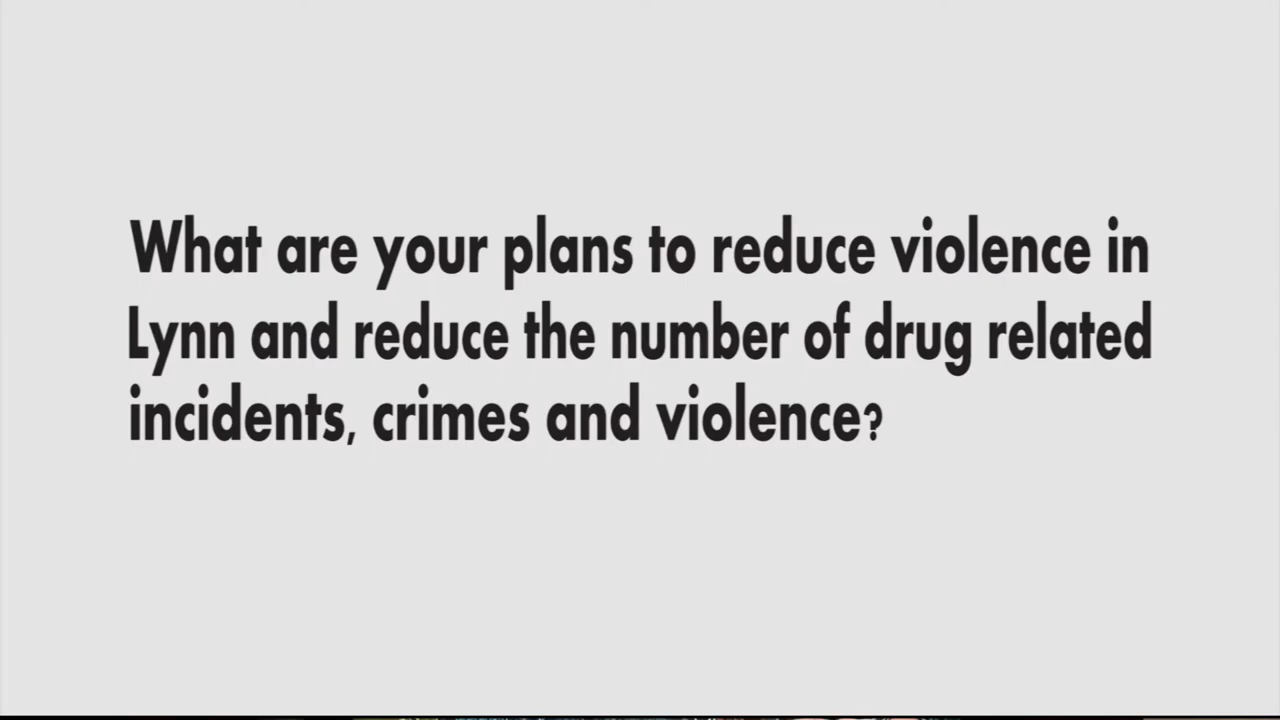 What are your plans to reduce violence in
Lynn and reduce the number of drug related
incidents, crimes and violence?